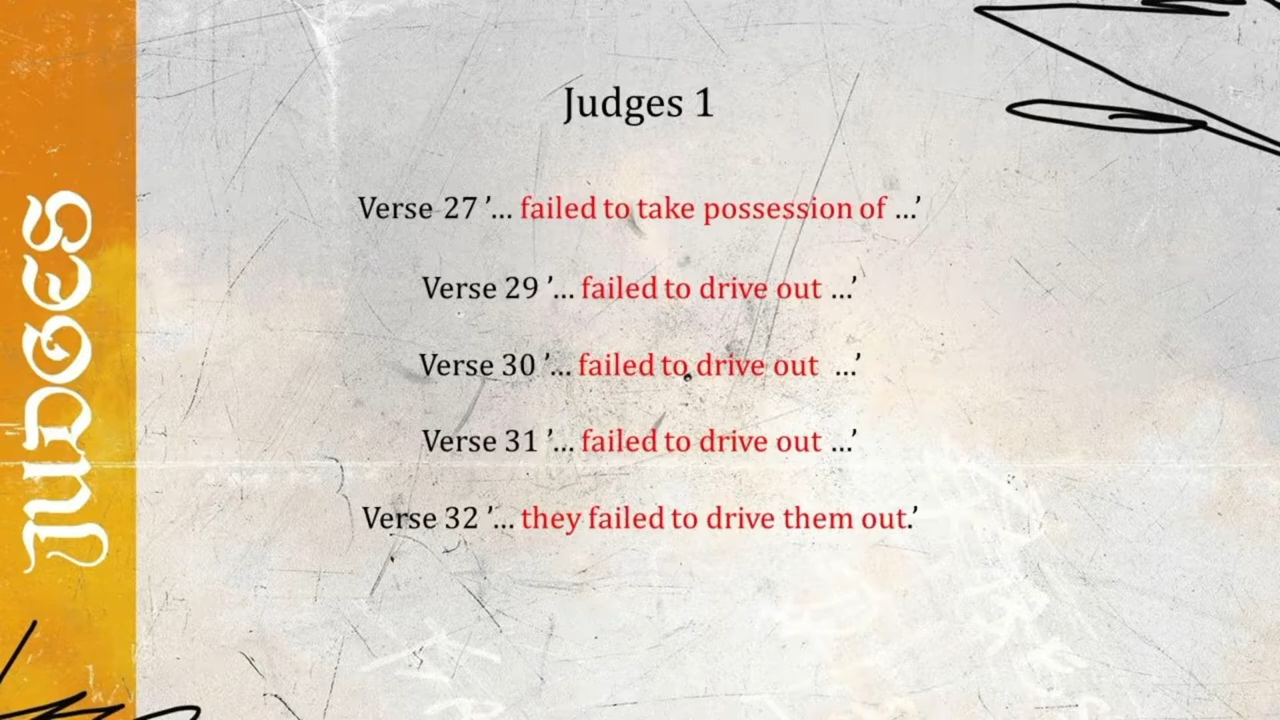 JUDGES
Judges 1
Verse 27 ’... failed to take possession of ...’
Verse 29 ’... failed to drive out ...’
Verse 30 ’... failed to drive out ...’
Verse 31 ’... failed to drive out ...’
Verse 32 ’... they failed to drive them out.’